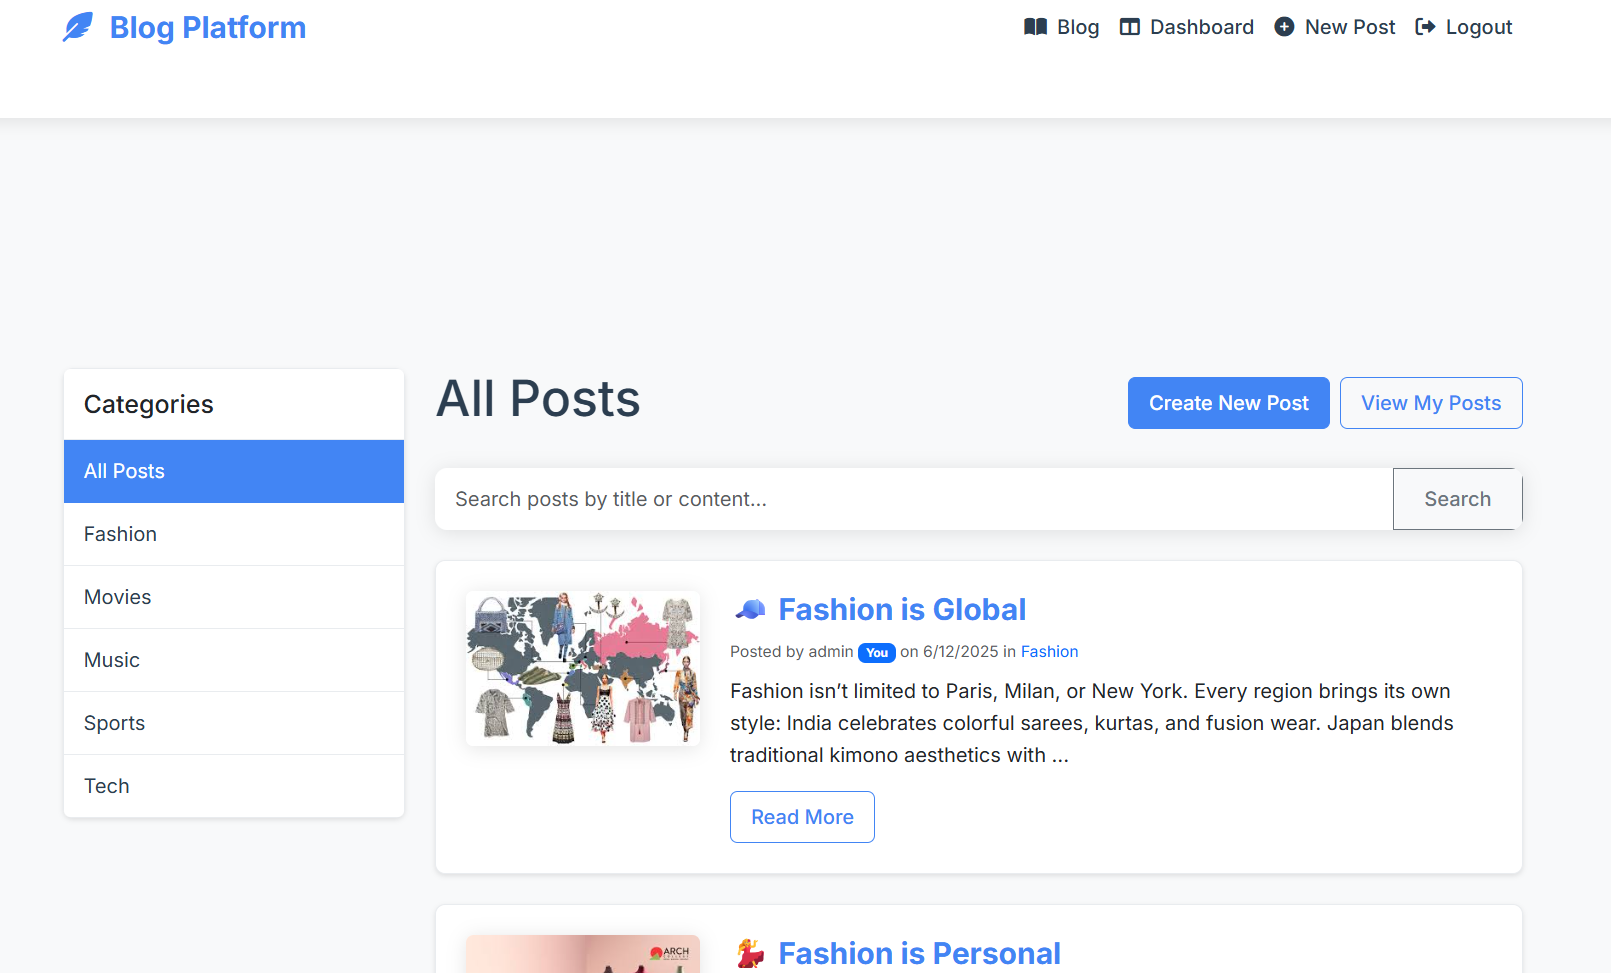 Blog Platform
Blog Dashboard New Post Logout
Categories
All Posts
Fashion
Movies
Music
Sports
Tech
All Posts
Create New Post View My Posts
Search posts by title or content... Search
Fashion is Global
Posted by admin You on 6/12/2025 in Fashion
Fashion isn’t limited to Paris, Milan, or New York. Every region brings its own
style: India celebrates colorful sarees, kurtas, and fusion wear. Japan blends
traditional kimono aesthetics with ...
Read More
ARCH
Fashion is Personal